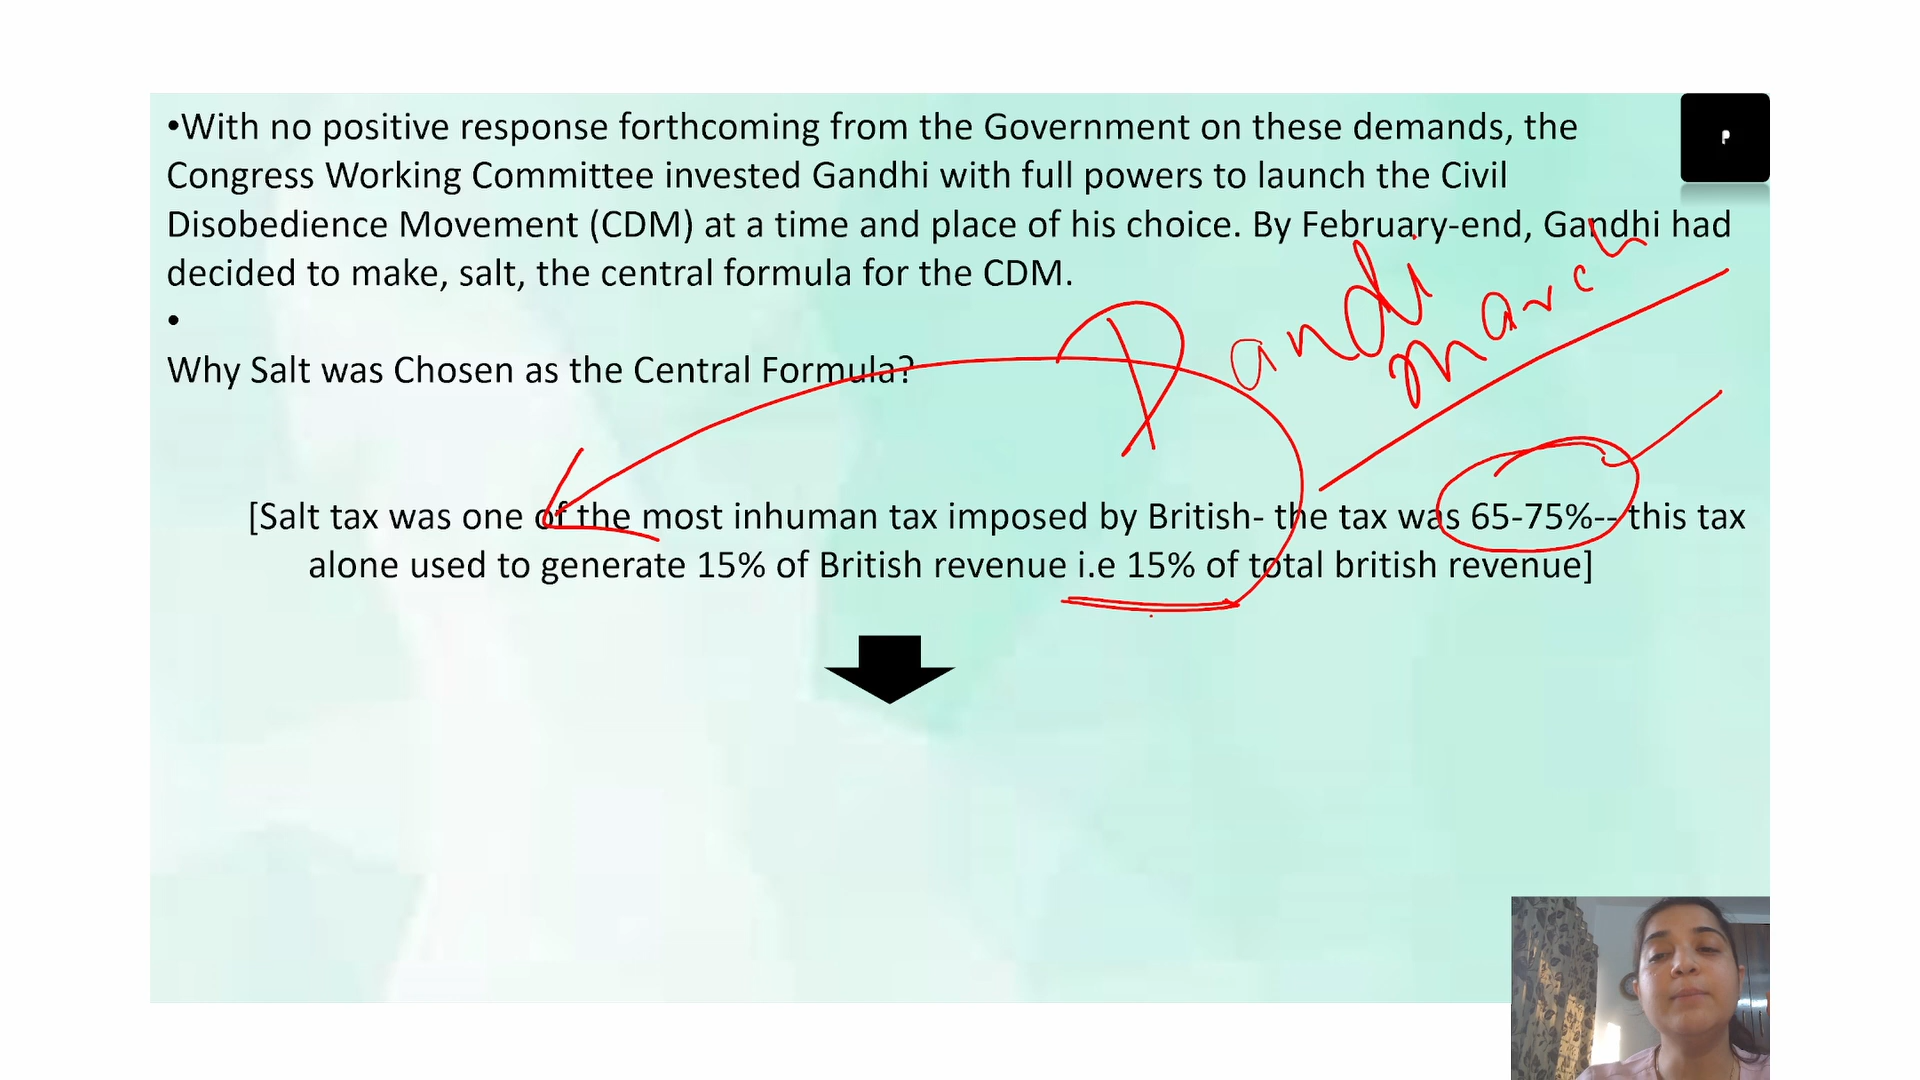 •With no positive response forthcoming from the Government on these demands, the
Congress Working Committee invested Gandhi with full powers to launch the Civil
Disobedience Movement (CDM) at a time and place of his choice. By February-end, Gandhi had
decided to make, salt, the central formula for the CDM.
•
Why Salt was Chosen as the Central Formula?
Dandi
march
[Salt tax was one of the most inhuman tax imposed by British- the tax was 65-75%-- this tax
alone used to generate 15% of British revenue i.e 15% of total british revenue]
P